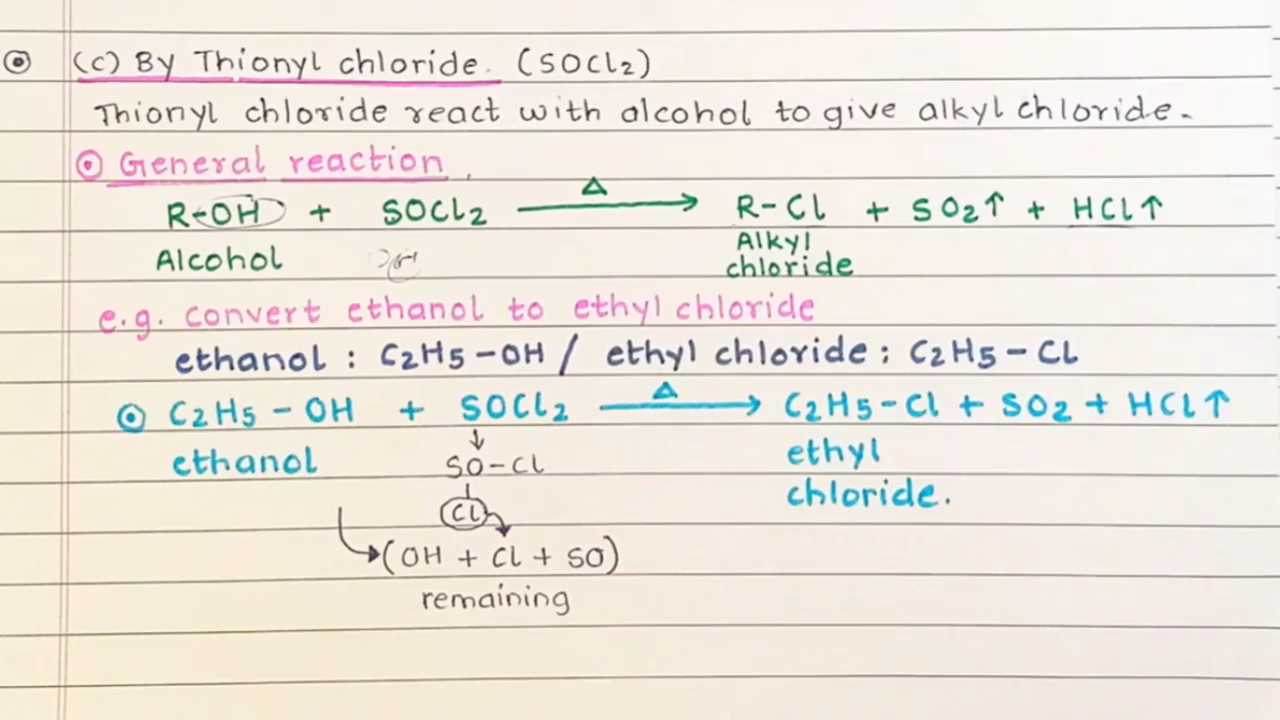 (c) By Thionyl chloride. (SOCl2)
Thionyl chloride react with alcohol to give alkyl chloride.
General reaction
R-OH + SOCl2 —Δ→ R-Cl + SO2↑ + HCl↑
Alcohol Alkyl
chloride
e.g. convert ethanol to ethyl chloride
ethanol : C2H5-OH / ethyl chloride : C2H5-Cl
C2H5-OH + SOCl2 —Δ→ C2H5-Cl + SO2 + HCl↑
↓
ethanol SO-Cl ethyl
Cl chloride.
(OH + Cl + SO)
remaining